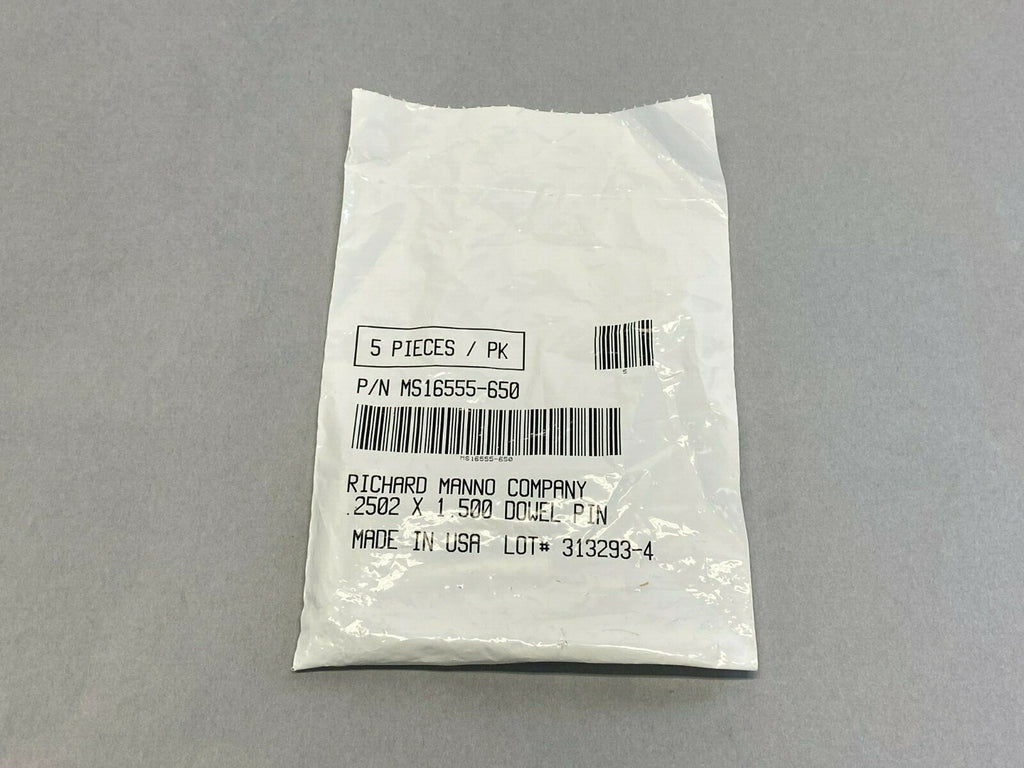 5 PIECES / PK
5
P/N MS16555-650
MS16555-650
RICHARD MANNO COMPANY
.2502 X 1.500 DOWEL PIN
MADE IN USA LOT# 313293-4